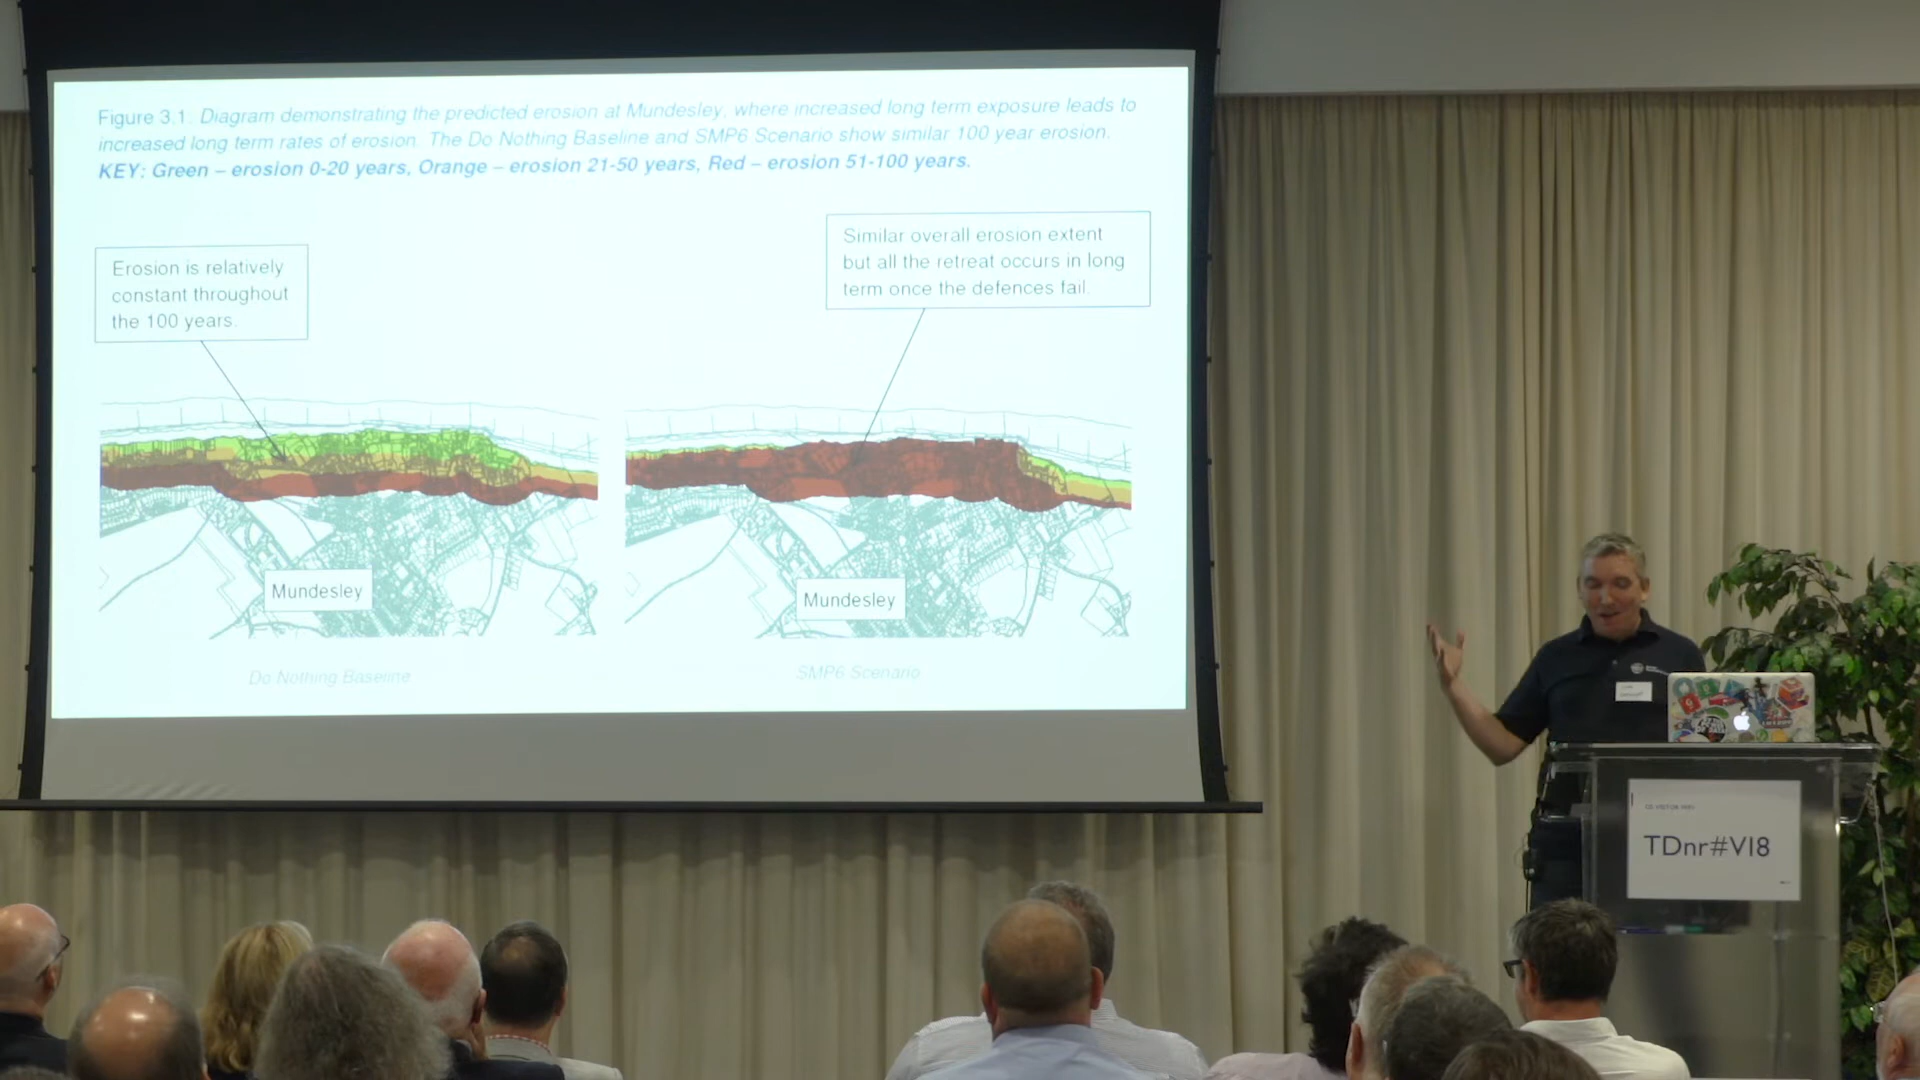 Figure 3.1. Diagram demonstrating the predicted erosion at Mundesley, where increased long term exposure leads to
increased long term rates of erosion. The Do Nothing Baseline and SMP6 Scenario show similar 100 year erosion.
KEY: Green – erosion 0-20 years, Orange – erosion 21-50 years, Red – erosion 51-100 years.
Erosion is relatively
constant throughout
the 100 years.
Similar overall erosion extent
but all the retreat occurs in long
term once the defences fail.
Mundesley
Mundesley
Do Nothing Baseline
SMP6 Scenario
TDnr#V18